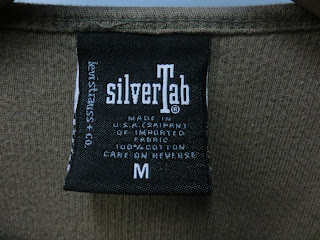 levi strauss + co.
silverTab®
MADE IN
U.S.A. (SAIPAN)
OF IMPORTED
FABRIC
100% COTTON
CARE ON REVERSE
M